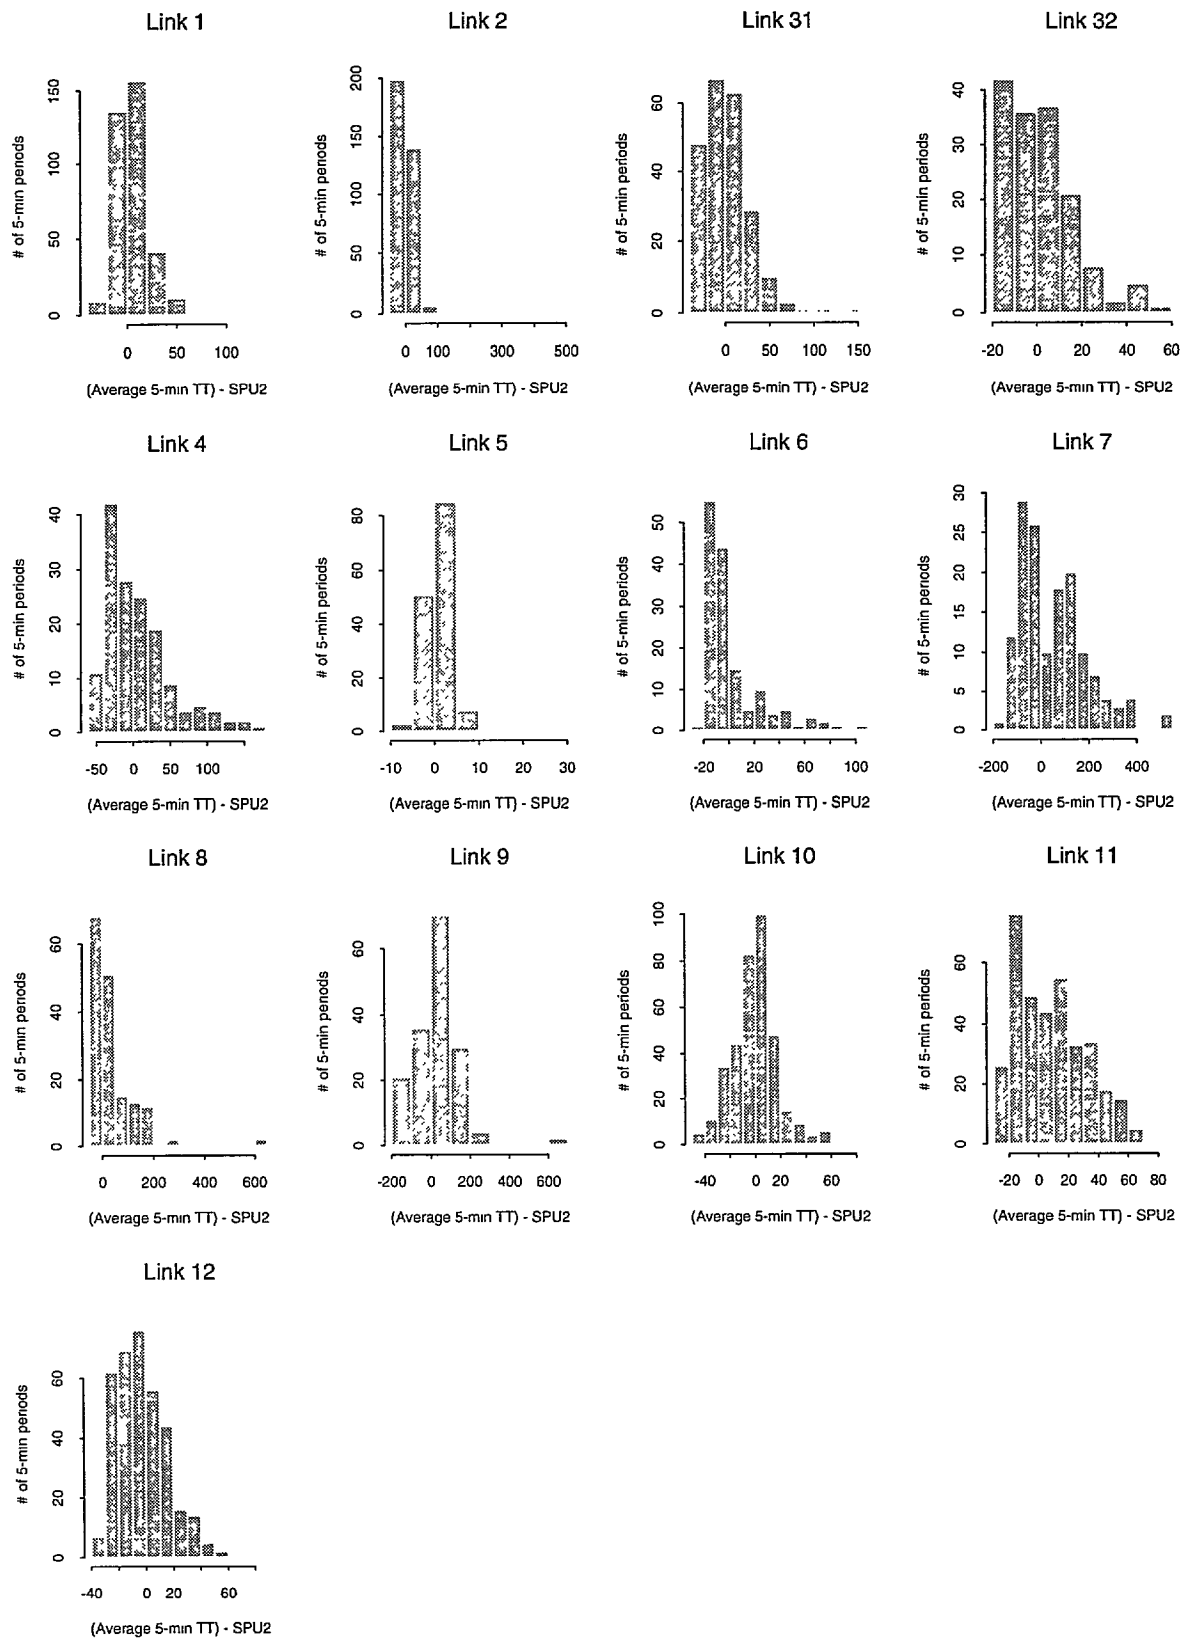 Link 1
# of 5-min periods
0 50 100 150
0 50 100
(Average 5-min TT) - SPU2
Link 2
# of 5-min periods
0 50 100 150 200
0 100 300 500
(Average 5-min TT) - SPU2
Link 31
# of 5-min periods
0 20 40 60
0 50 100 150
(Average 5-min TT) - SPU2
Link 32
# of 5-min periods
0 10 20 30 40
-20 0 20 40 60
(Average 5-min TT) - SPU2
Link 4
# of 5-min periods
0 10 20 30 40
-50 0 50 100
(Average 5-min TT) - SPU2
Link 5
# of 5-min periods
0 20 40 60 80
-10 0 10 20 30
(Average 5-min TT) - SPU2
Link 6
# of 5-min periods
0 10 20 30 40 50
-20 20 60 100
(Average 5-min TT) - SPU2
Link 7
# of 5-min periods
0 5 10 15 20 25 30
-200 0 200 400
(Average 5-min TT) - SPU2
Link 8
# of 5-min periods
0 20 40 60
0 200 400 600
(Average 5-min TT) - SPU2
Link 9
# of 5-min periods
0 20 40 60
-200 0 200 400 600
(Average 5-min TT) - SPU2
Link 10
# of 5-min periods
0 20 40 60 80 100
-40 0 20 60
(Average 5-min TT) - SPU2
Link 11
# of 5-min periods
0 20 40 60
-20 0 20 40 60 80
(Average 5-min TT) - SPU2
Link 12
# of 5-min periods
0 20 40 60
-40 0 20 60
(Average 5-min TT) - SPU2